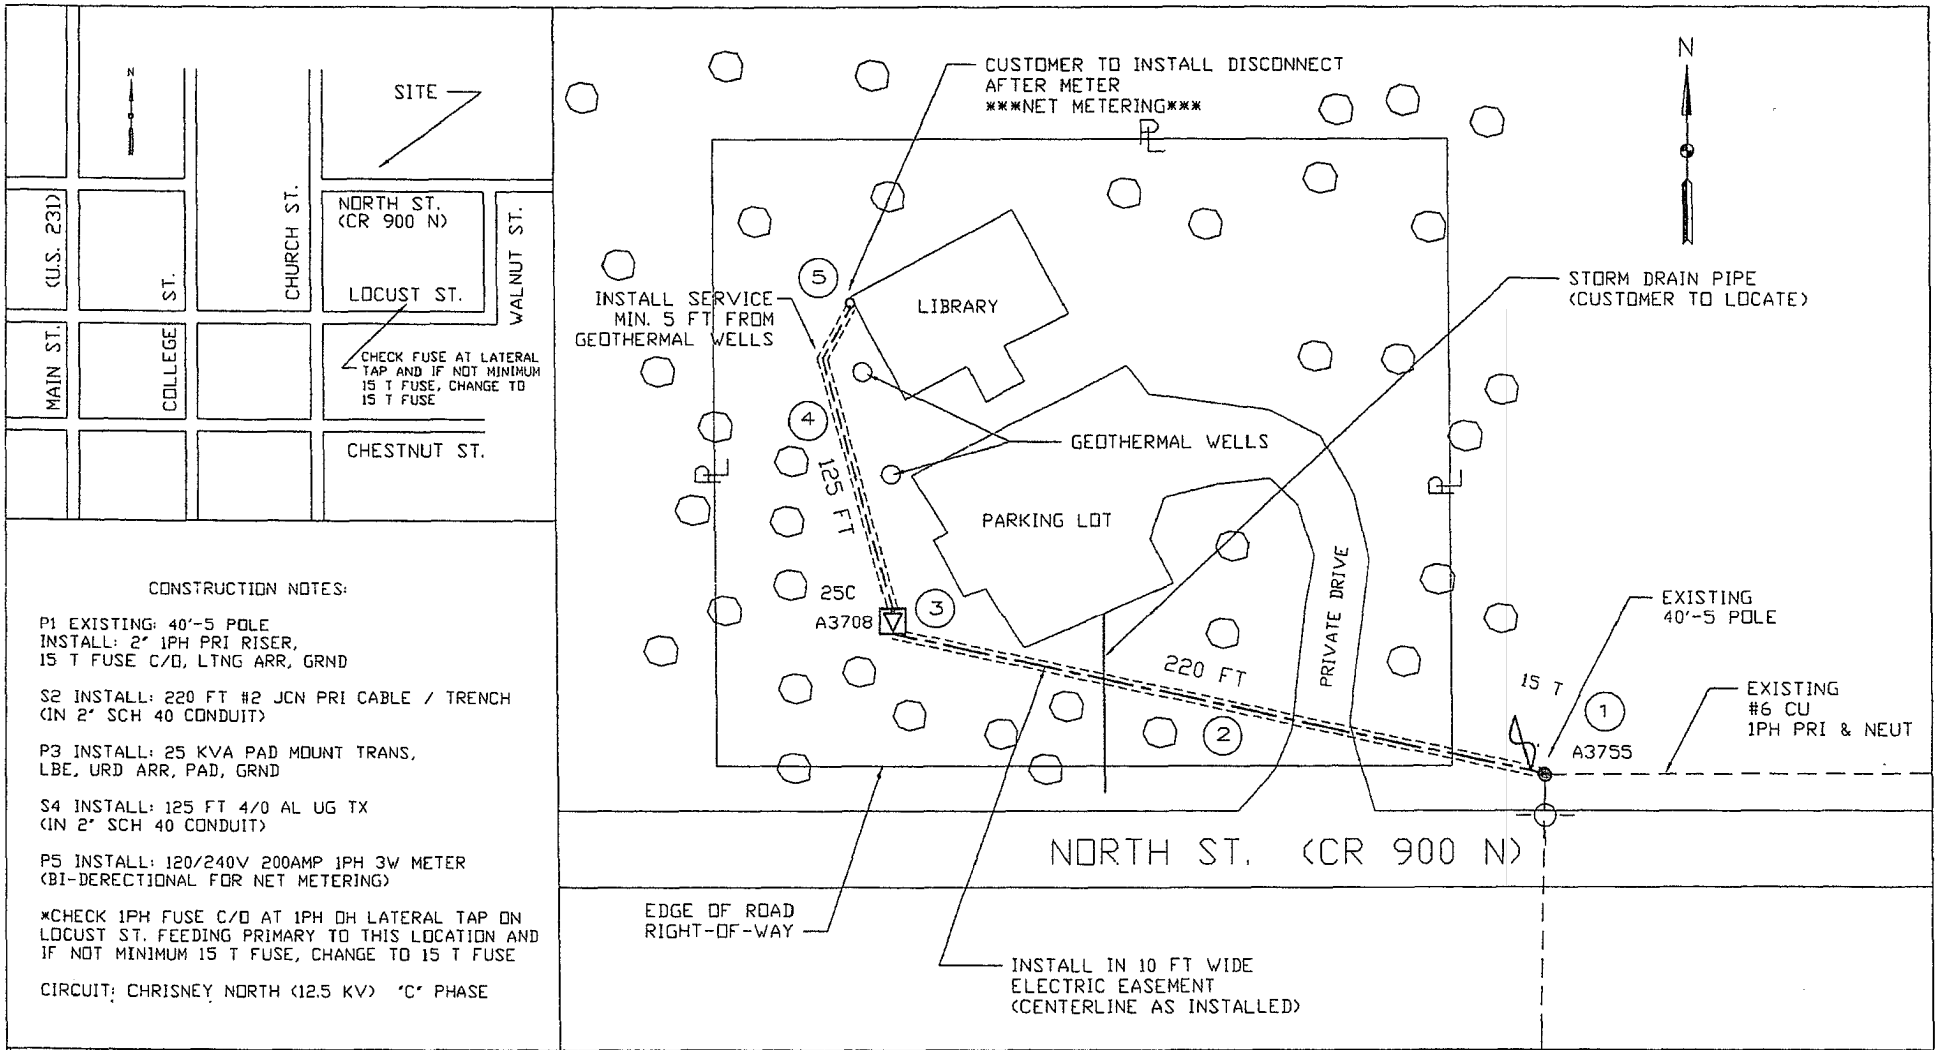 N
SITE
NORTH ST.
(CR 900 N)
(U.S. 231)
CHURCH ST.
ST.
WALNUT ST.
LOCUST ST.
MAIN ST.
COLLEGE
CHECK FUSE AT LATERAL
TAP AND IF NOT MINIMUM
15 T FUSE, CHANGE TO
15 T FUSE
CHESTNUT ST.
CONSTRUCTION NOTES:
P1 EXISTING: 40'-5 POLE
INSTALL: 2" 1PH PRI RISER,
15 T FUSE C/O, LTNG ARR, GRND
S2 INSTALL: 220 FT #2 JCN PRI CABLE / TRENCH
(IN 2" SCH 40 CONDUIT)
P3 INSTALL: 25 KVA PAD MOUNT TRANS,
LBE, URD ARR, PAD, GRND
S4 INSTALL: 125 FT 4/0 AL UG TX
(IN 2" SCH 40 CONDUIT)
P5 INSTALL: 120/240V 200AMP 1PH 3W METER
(BI-DERECTIONAL FOR NET METERING)
*CHECK 1PH FUSE C/O AT 1PH OH LATERAL TAP ON
LOCUST ST. FEEDING PRIMARY TO THIS LOCATION AND
IF NOT MINIMUM 15 T FUSE, CHANGE TO 15 T FUSE
CIRCUIT: CHRISNEY NORTH (12.5 KV) "C" PHASE
CUSTOMER TO INSTALL DISCONNECT
AFTER METER
***NET METERING***
PL
N
5
INSTALL SERVICE
MIN. 5 FT FROM
GEOTHERMAL WELLS
LIBRARY
STORM DRAIN PIPE
(CUSTOMER TO LOCATE)
4
125 FT
GEOTHERMAL WELLS
PL
PL
PARKING LOT
PRIVATE DRIVE
25C
A3708
3
220 FT
2
EXISTING
40'-5 POLE
15 T
1
A3755
EXISTING
#6 CU
1PH PRI & NEUT
NORTH ST. (CR 900 N)
EDGE OF ROAD
RIGHT-OF-WAY
INSTALL IN 10 FT WIDE
ELECTRIC EASEMENT
(CENTERLINE AS INSTALLED)